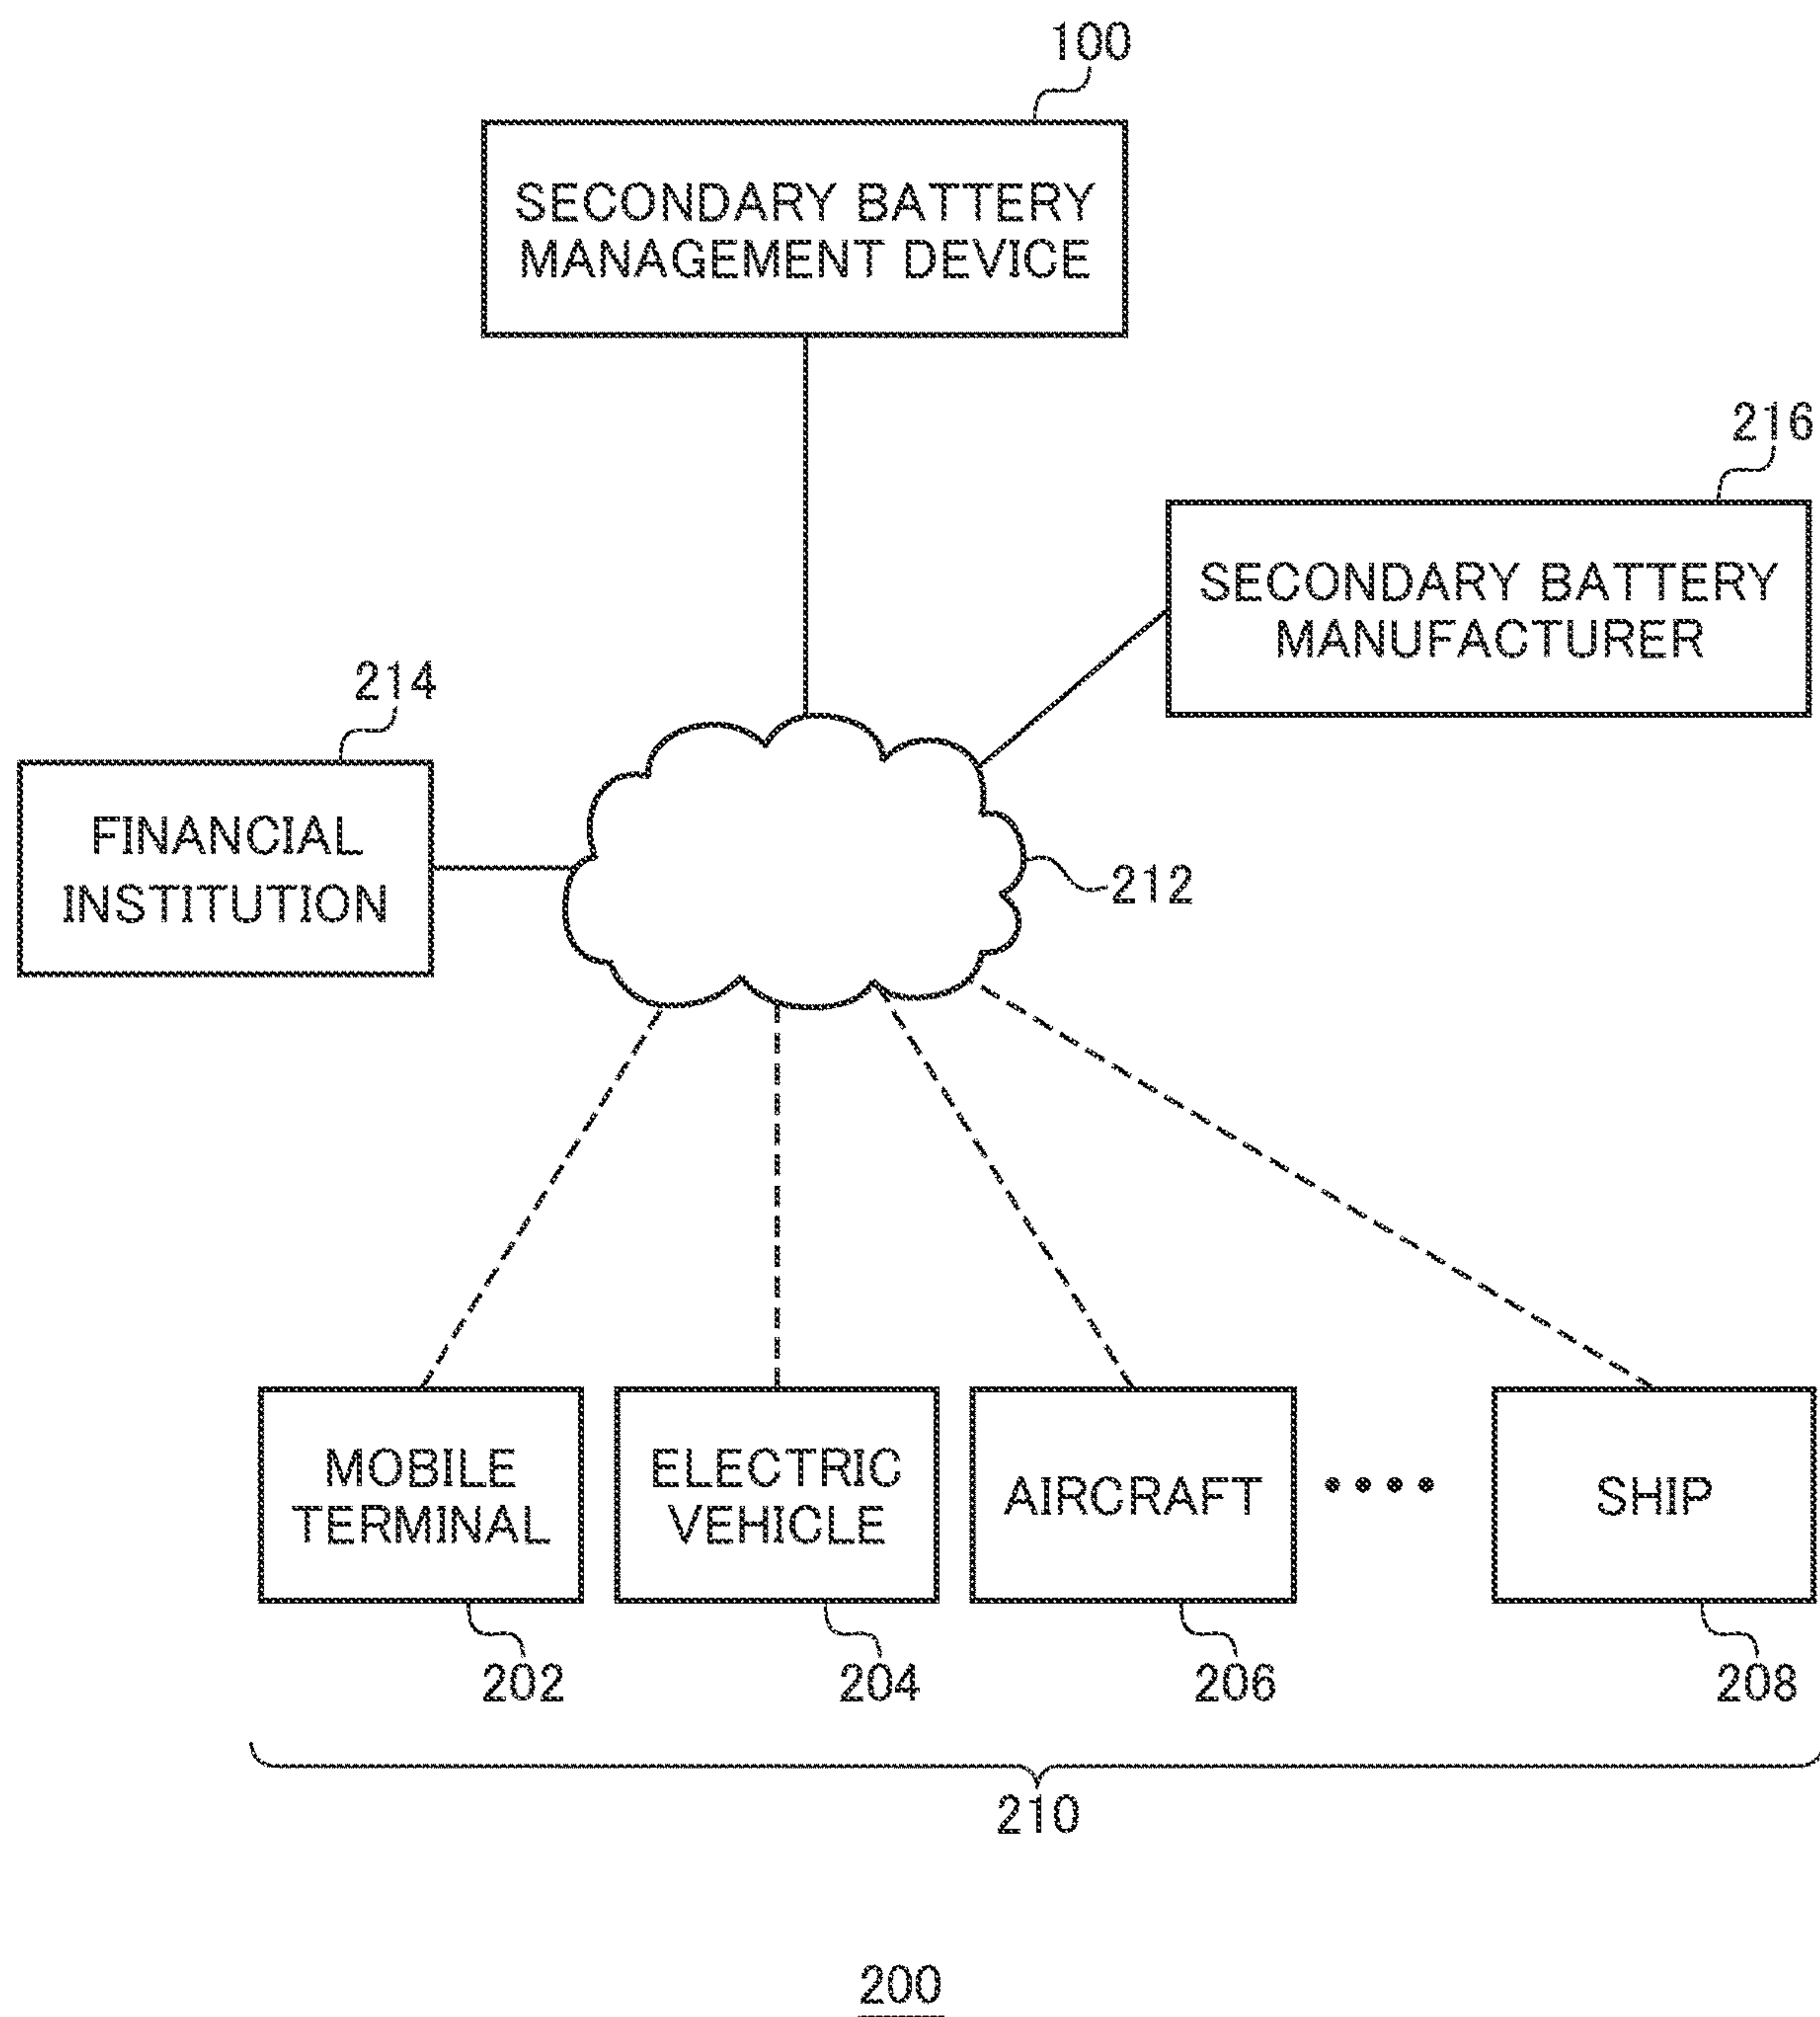 100
SECONDARY BATTERY
MANAGEMENT DEVICE
216
SECONDARY BATTERY
MANUFACTURER
214
FINANCIAL
INSTITUTION
212
MOBILE
TERMINAL
ELECTRIC
VEHICLE
AIRCRAFT
SHIP
202
204
206
208
210
200